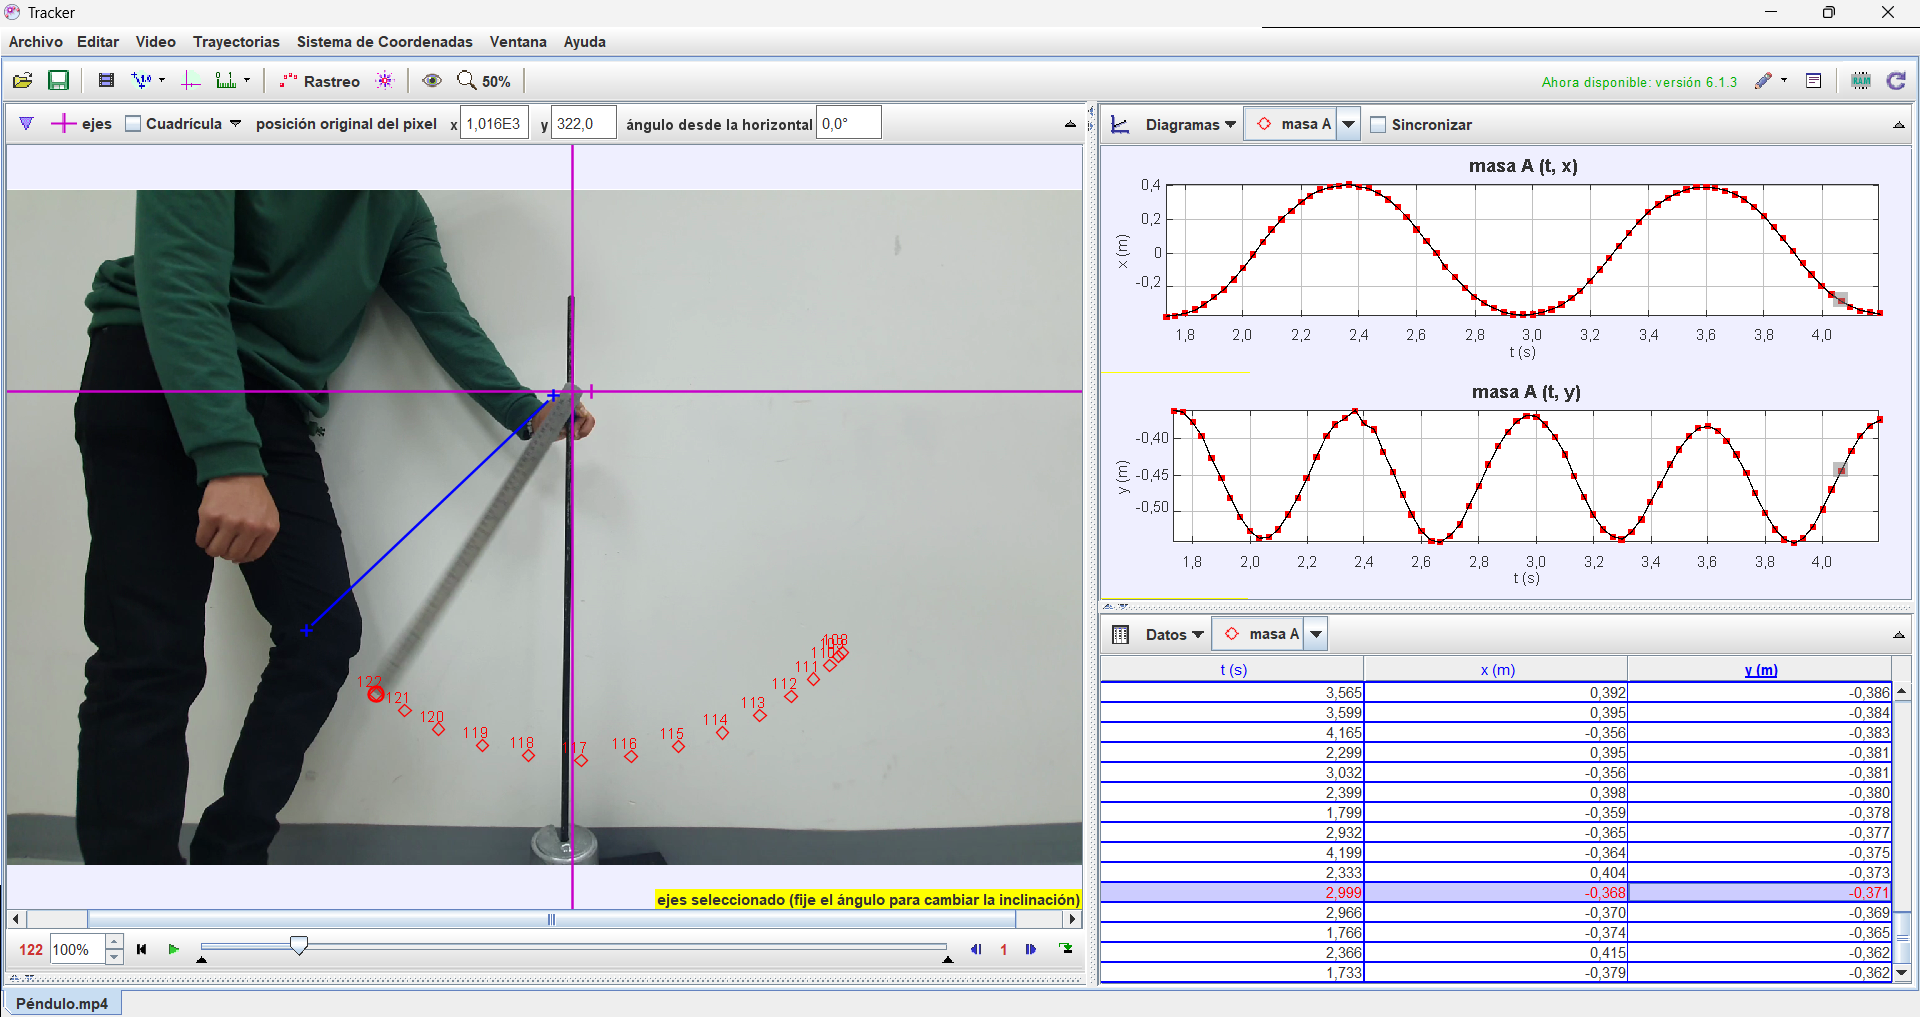 Tracker
Archivo Editar Video Trayectorias Sistema de Coordenadas Ventana Ayuda
Rastreo 50% Ahora disponible: versión 6.1.3
ejes Cuadrícula posición original del pixel x 1,016E3 y 322,0 ángulo desde la horizontal 0,0°
Diagramas masa A Sincronizar
masa A (t, x)
0,4
0,2
0
-0,2
x (m)
1,8 2,0 2,2 2,4 2,6 2,8 3,0 3,2 3,4 3,6 3,8 4,0
t (s)
masa A (t, y)
-0,40
-0,45
-0,50
y (m)
1,8 2,0 2,2 2,4 2,6 2,8 3,0 3,2 3,4 3,6 3,8 4,0
t (s)
108
111
112
113
114
115
116
17
118
119
120
121
122
ejes seleccionado (fije el ángulo para cambiar la inclinación)
122 100% 1
Péndulo.mp4
Datos masa A
t (s) x (m) y (m)
3,565 0,392 -0,386
3,599 0,395 -0,384
4,165 -0,356 -0,383
2,299 0,395 -0,381
3,032 -0,356 -0,381
2,399 0,398 -0,380
1,799 -0,359 -0,378
2,932 -0,365 -0,377
4,199 -0,364 -0,375
2,333 0,404 -0,373
2,999 -0,368 -0,371
2,966 -0,370 -0,369
1,766 -0,374 -0,365
2,366 0,415 -0,362
1,733 -0,379 -0,362